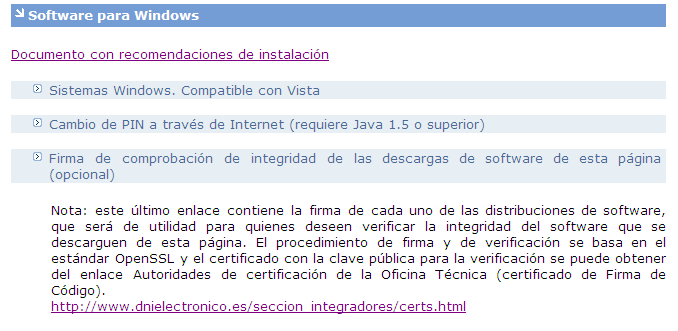 Software para Windows
Documento con recomendaciones de instalación
Sistemas Windows. Compatible con Vista
Cambio de PIN a través de Internet (requiere Java 1.5 o superior)
Firma de comprobación de integridad de las descargas de software de esta página
(opcional)
Nota: este último enlace contiene la firma de cada uno de las distribuciones de software,
que será de utilidad para quienes deseen verificar la integridad del software que se
descarguen de esta página. El procedimiento de firma y de verificación se basa en el
estándar OpenSSL y el certificado con la clave pública para la verificación se puede obtener
del enlace Autoridades de certificación de la Oficina Técnica (certificado de Firma de
Código).
http://www.dnielectronico.es/seccion_integradores/certs.html